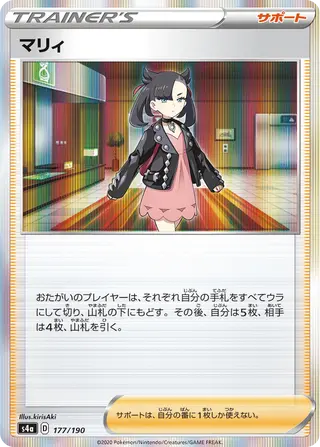 TRAINER'S
サポート
マリィ
おたがいのプレイヤーは、それぞれ自分の手札をすべてウラ
にして切り、山札の下にもどす。その後、自分は5枚、相手
は4枚、山札を引く。
Illus.kirisAki
s4a D 177/190
サポートは、自分の番に1枚しか使えない。
©2020 Pokémon/Nintendo/Creatures/GAME FREAK.